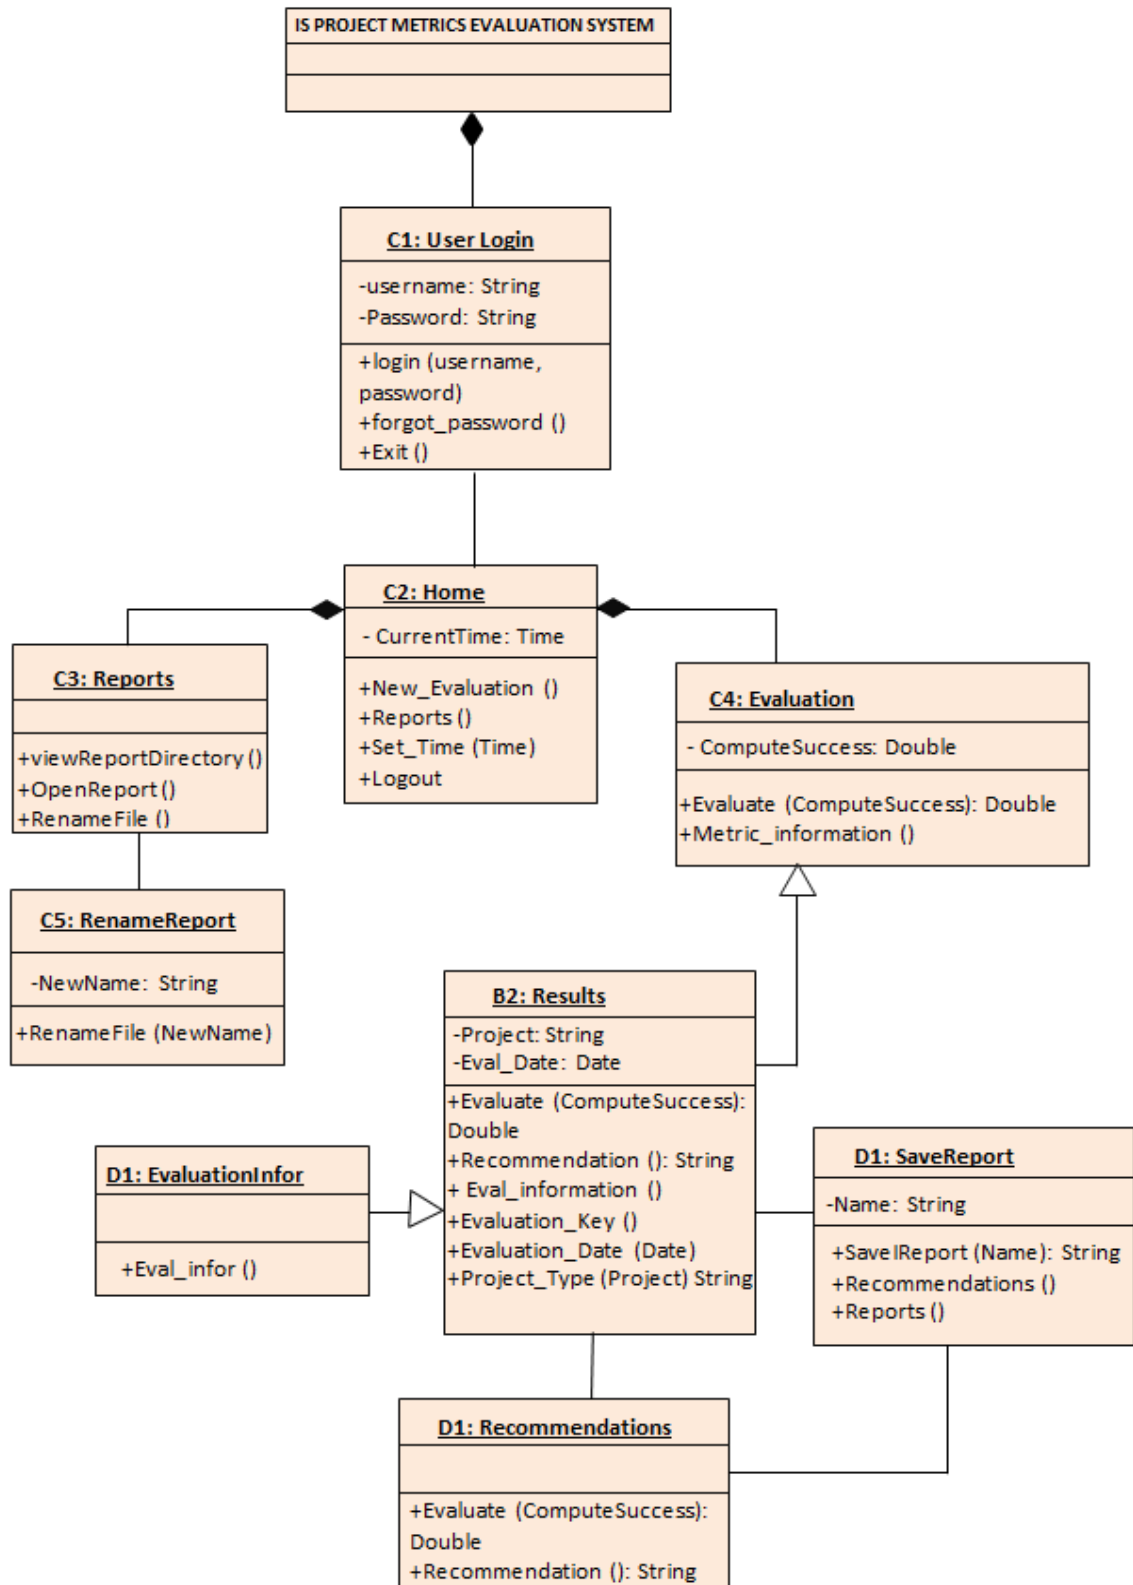 IS PROJECT METRICS EVALUATION SYSTEM
C1: User Login
-username: String
-Password: String
+login (username,
password)
+forgot_password ()
+Exit ()
C2: Home
- CurrentTime: Time
+New_Evaluation ()
+Reports ()
+Set_Time (Time)
+Logout
C3: Reports
+viewReportDirectory ()
+OpenReport ()
+RenameFile ()
C4: Evaluation
- ComputeSuccess: Double
+Evaluate (ComputeSuccess): Double
+Metric_information ()
C5: RenameReport
-NewName: String
+RenameFile (NewName)
B2: Results
-Project: String
-Eval_Date: Date
+Evaluate (ComputeSuccess):
Double
+Recommendation (): String
+ Eval_information ()
+Evaluation_Key ()
+Evaluation_Date (Date)
+Project_Type (Project) String
D1: EvaluationInfor
+Eval_infor ()
D1: SaveReport
-Name: String
+SavelReport (Name): String
+Recommendations ()
+Reports ()
D1: Recommendations
+Evaluate (ComputeSuccess):
Double
+Recommendation (): String